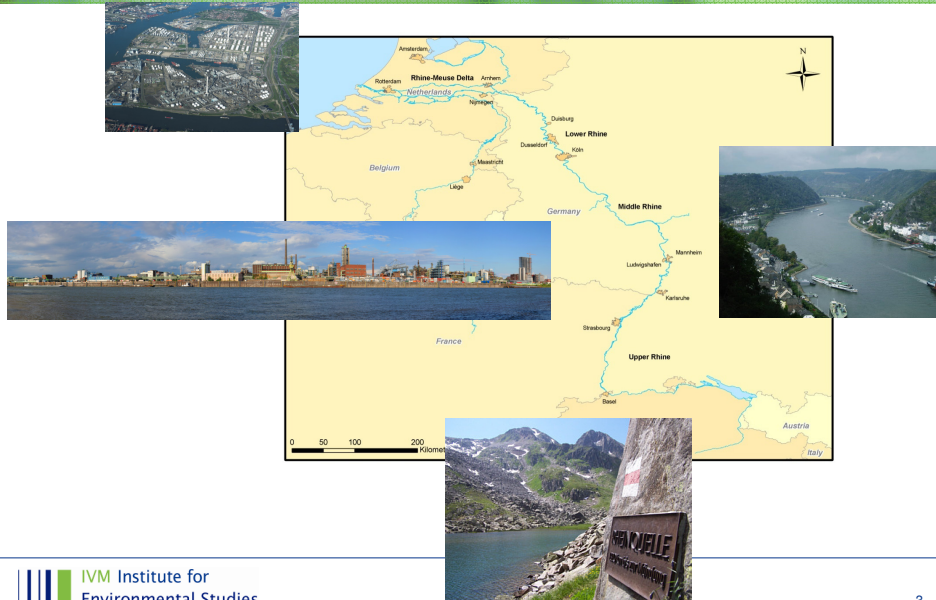 N
Amsterdam
Rotterdam
Rhine-Meuse Delta
Arnhem
Netherlands
Nijmegen
Duisburg
Lower Rhine
Dusseldorf
Köln
Belgium
Maastricht
Liège
Germany
Middle Rhine
Mannheim
Ludwigshafen
Karlsruhe
Strasbourg
France
Upper Rhine
Basel
Austria
Italy
0 50 100 200
Kilomet
IVM Institute for
Environmental Studies
3